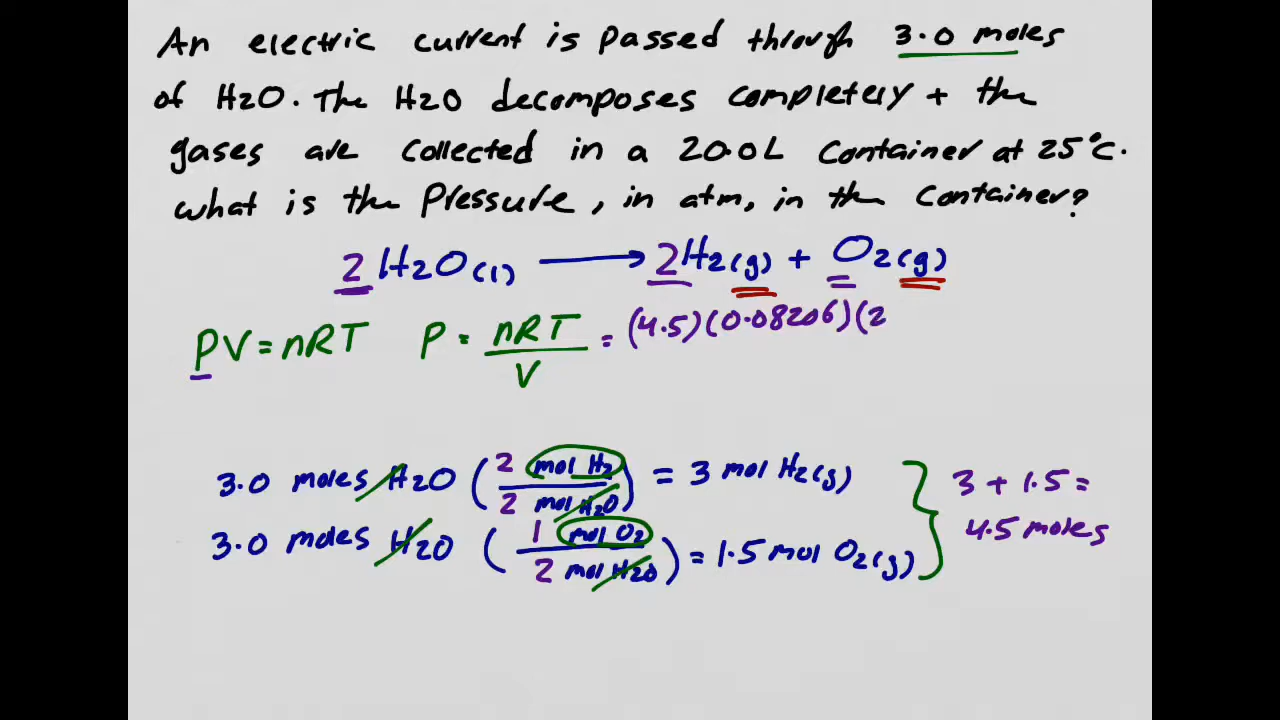 An electric current is passed through 3.0 moles
of H2O. The H2O decomposes completely + the
gases are collected in a 20.0L container at 25°C.
what is the Pressure, in atm, in the container?
2 H2O(l) → 2 H2(g) + O2(g)
PV = nRT P = nRT/V = (4.5)(0.08206)(2
3.0 moles H2O (2 mol H2 / 2 mol H2O) = 3 mol H2(g)
3.0 moles H2O (1 mol O2 / 2 mol H2O) = 1.5 mol O2(g)
3 + 1.5 =
4.5 moles